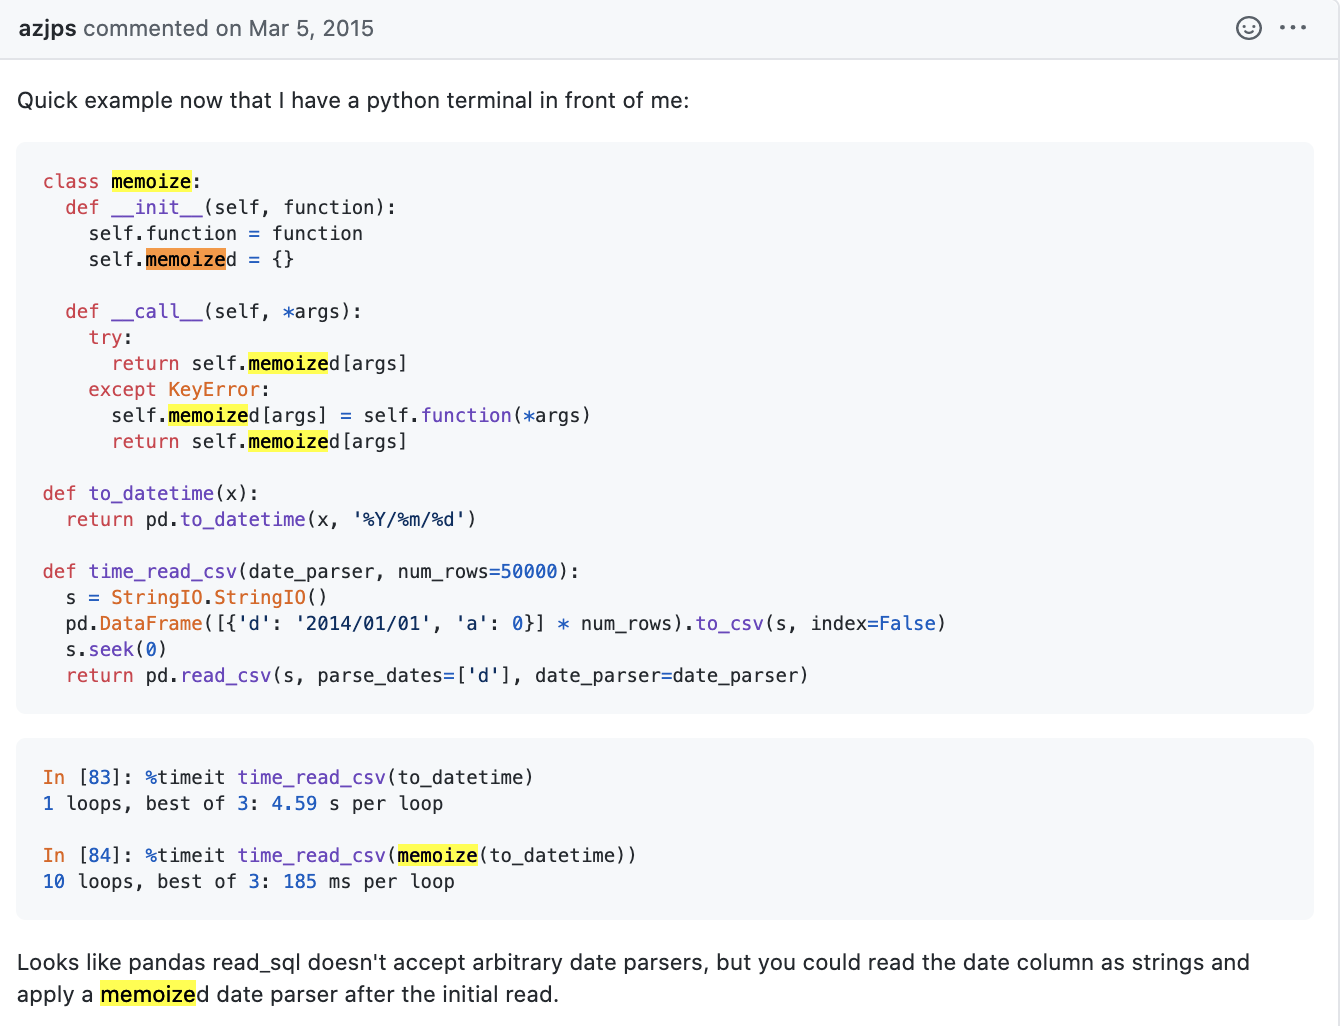 azjps commented on Mar 5, 2015
Quick example now that I have a python terminal in front of me:
class memoize:
  def __init__(self, function):
    self.function = function
    self.memoized = {}

  def __call__(self, *args):
    try:
      return self.memoized[args]
    except KeyError:
      self.memoized[args] = self.function(*args)
      return self.memoized[args]

def to_datetime(x):
  return pd.to_datetime(x, '%Y/%m/%d')

def time_read_csv(date_parser, num_rows=50000):
  s = StringIO.StringIO()
  pd.DataFrame([{'d': '2014/01/01', 'a': 0}] * num_rows).to_csv(s, index=False)
  s.seek(0)
  return pd.read_csv(s, parse_dates=['d'], date_parser=date_parser)

In [83]: %timeit time_read_csv(to_datetime)
1 loops, best of 3: 4.59 s per loop

In [84]: %timeit time_read_csv(memoize(to_datetime))
10 loops, best of 3: 185 ms per loop

Looks like pandas read_sql doesn't accept arbitrary date parsers, but you could read the date column as strings and
apply a memoized date parser after the initial read.